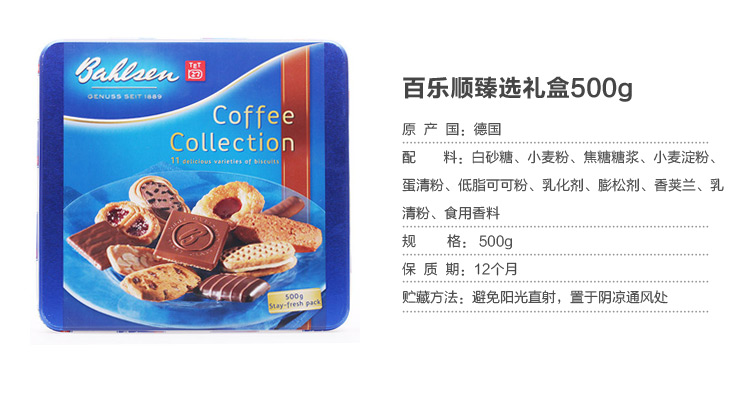 Bahlsen
TET
GENUSS SEIT 1889
Coffee
Collection
11 delicious varieties of biscuits
500g
Stay-fresh pack
百乐顺臻选礼盒500g
原 产 国：德国
配 料：白砂糖、小麦粉、焦糖糖浆、小麦淀粉、
蛋清粉、低脂可可粉、乳化剂、膨松剂、香荚兰、乳
清粉、食用香料
规 格：500g
保 质 期：12个月
贮藏方法：避免阳光直射，置于阴凉通风处